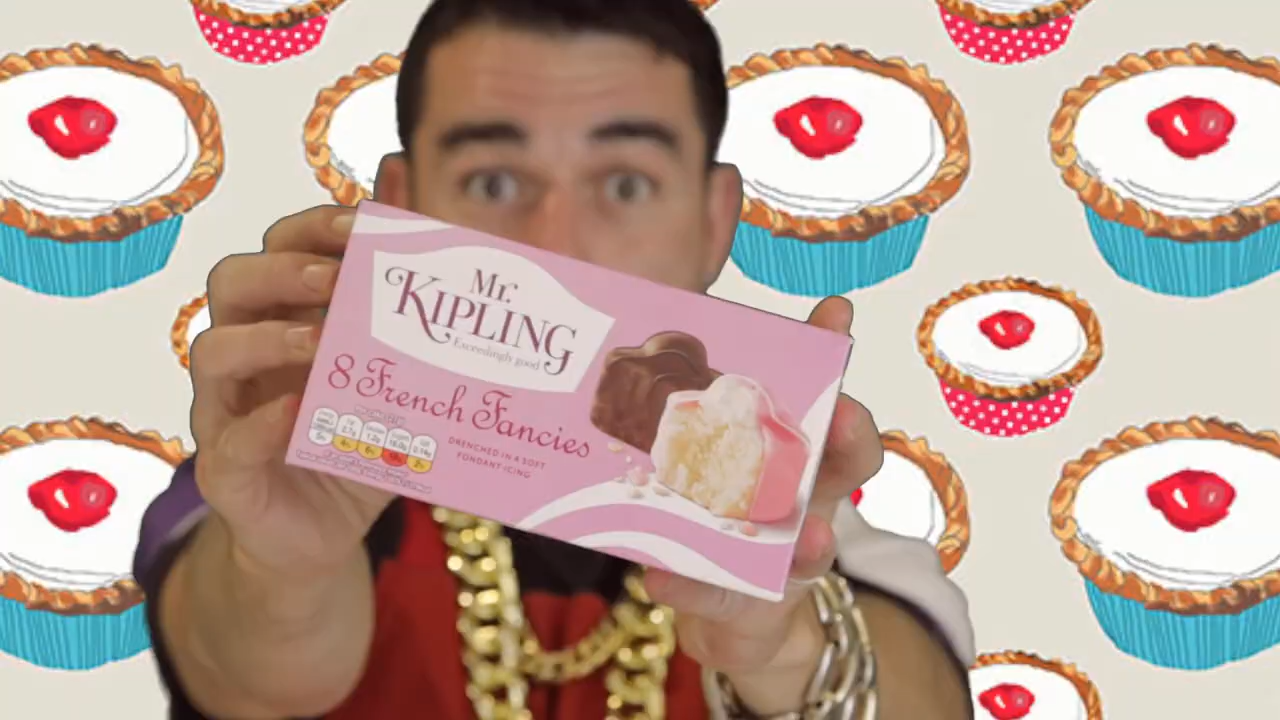 Mr.
KIPLING
Exceedingly good
8 French Fancies
DRENCHED IN A SOFT
FONDANT ICING